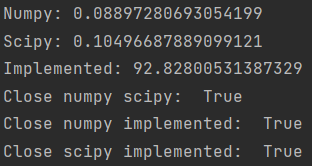 Numpy: 0.08897280693054199
Scipy: 0.10496687889099121
Implemented: 92.82800531387329
Close numpy scipy:  True
Close numpy implemented:  True
Close scipy implemented:  True